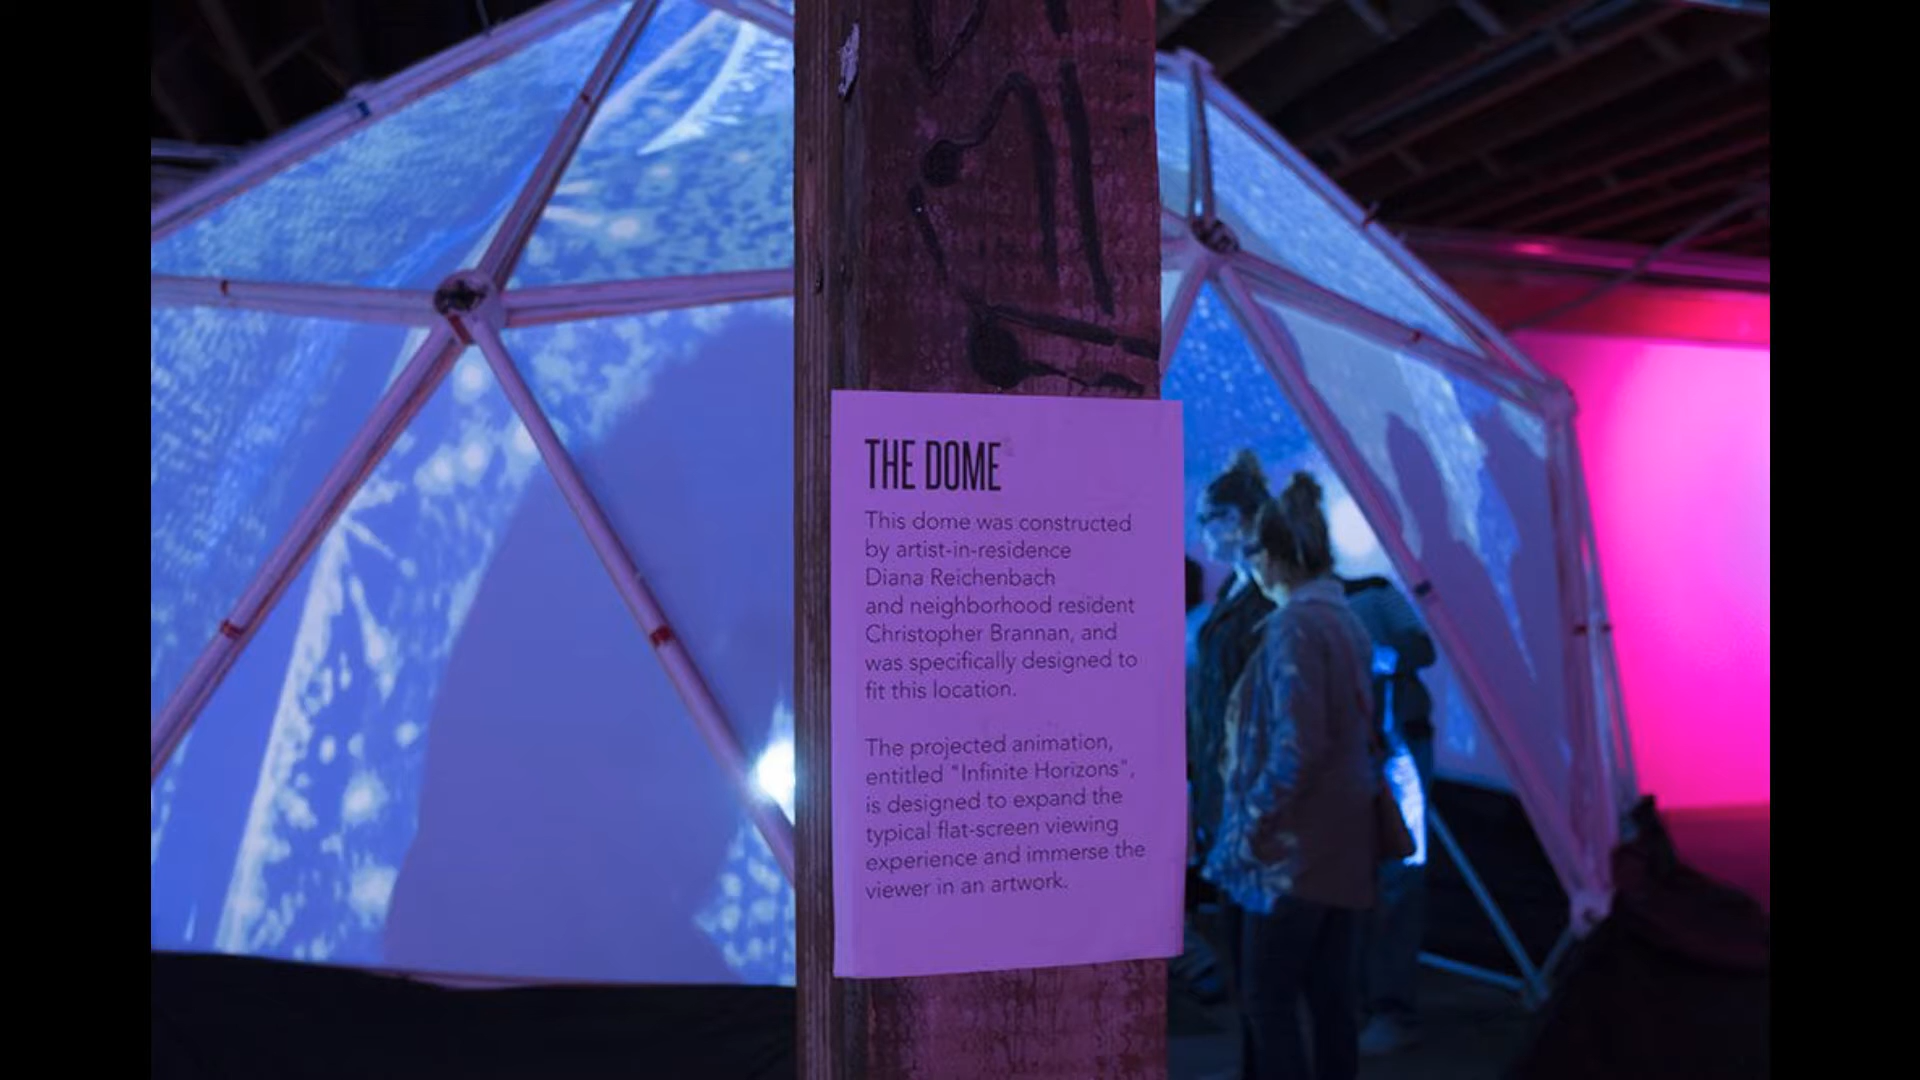 THE DOME
This dome was constructed
by artist-in-residence
Diana Reichenbach
and neighborhood resident
Christopher Brannan, and
was specifically designed to
fit this location.
The projected animation,
entitled "Infinite Horizons",
is designed to expand the
typical flat-screen viewing
experience and immerse the
viewer in an artwork.